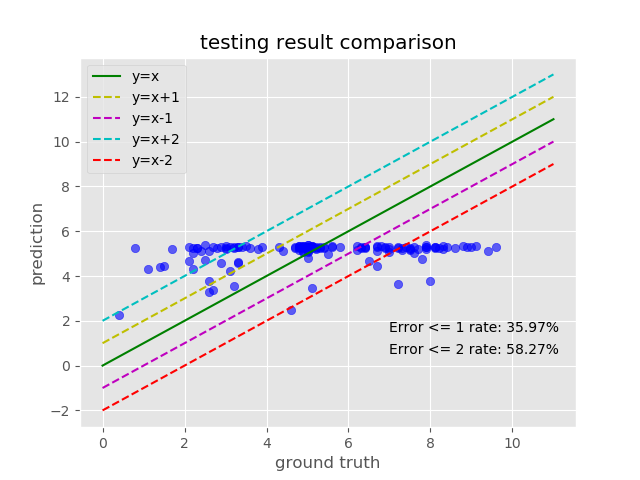 testing result comparison
y=x
y=x+1
y=x-1
y=x+2
y=x-2
12
10
8
6
4
2
0
−2
prediction
Error <= 1 rate: 35.97%
Error <= 2 rate: 58.27%
0 2 4 6 8 10
ground truth